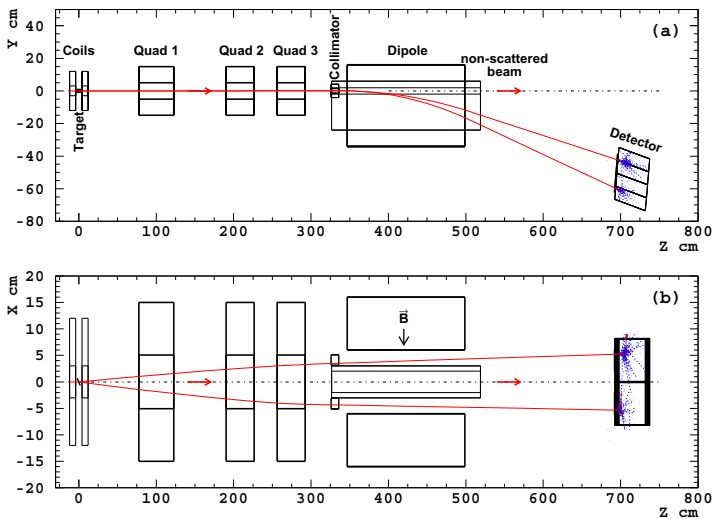 Y cm
60
40
20
0
-20
-40
-60
-80
(a)
Coils
Quad 1
Quad 2
Quad 3
Collimator
Dipole
non-scattered
beam
Target
Detector
0 100 200 300 400 500 600 700 800
Z cm
X cm
20
15
10
5
0
-5
-10
-15
-20
(b)
B
0 100 200 300 400 500 600 700 800
Z cm